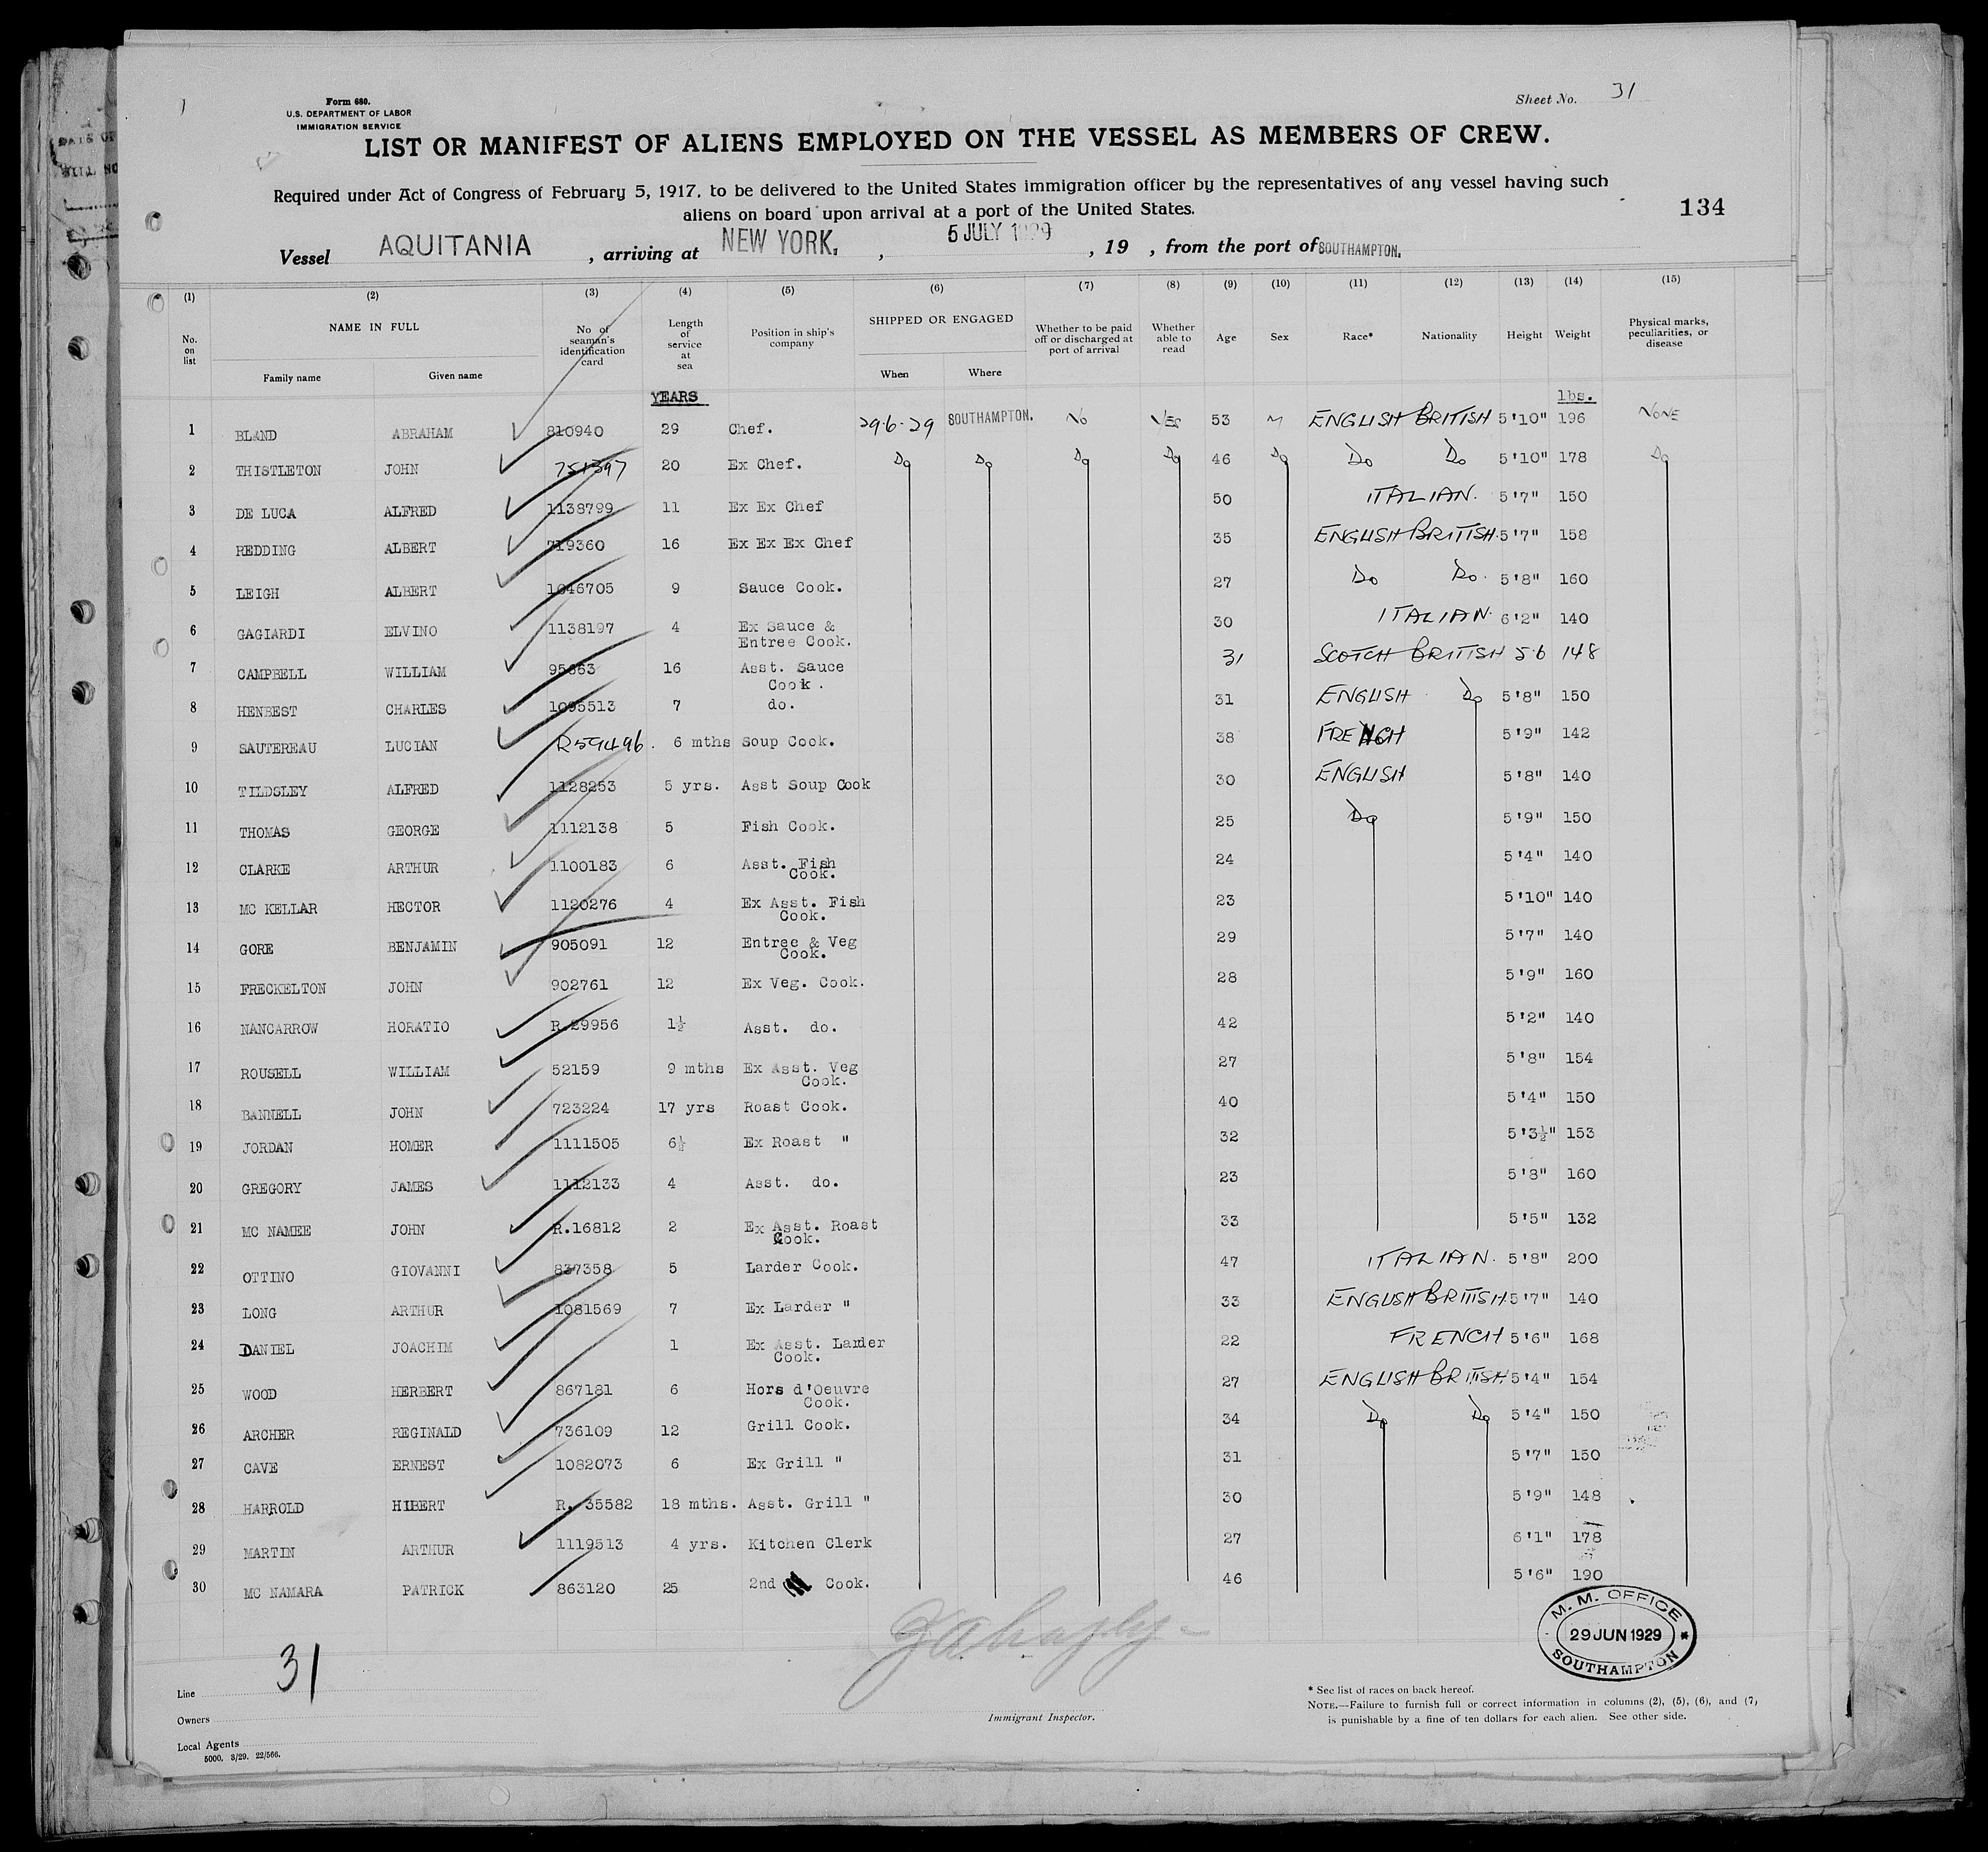 Form 680.
U.S. DEPARTMENT OF LABOR
IMMIGRATION SERVICE
Sheet No. 31
LIST OR MANIFEST OF ALIENS EMPLOYED ON THE VESSEL AS MEMBERS OF CREW.
Required under Act of Congress of February 5, 1917, to be delivered to the United States immigration officer by the representatives of any vessel having such
aliens on board upon arrival at a port of the United States.
134
Vessel AQUITANIA , arriving at NEW YORK, , 5 JULY 1929 , 19 , from the port of SOUTHAMPTON.
(1) (2) (3) (4) (5) (6) (7) (8) (9) (10) (11) (12) (13) (14) (15)
No. on list NAME IN FULL Family name Given name No of seaman's identification card Length of service at sea Position in ship's company SHIPPED OR ENGAGED When Where Whether to be paid off or discharged at port of arrival Whether able to read Age Sex Race* Nationality Height Weight Physical marks, peculiarities, or disease
YEARS lbs.
1 BLAND ABRAHAM 810940 29 Chef. 29·6·29 SOUTHAMPTON. No Yes 53 M ENGLISH BRITISH 5'10" 196 NONE
2 THISTLETON JOHN 751397 20 Ex Chef. Do Do Do Do 46 Do Do Do 5'10" 178 Do
3 DE LUCA ALFRED 1138799 11 Ex Ex Chef 50 ITALIAN. 5'7" 150
4 REDDING ALBERT 719360 16 Ex Ex Ex Chef 35 ENGLISH BRITISH. 5'7" 158
5 LEIGH ALBERT 1046705 9 Sauce Cook. 27 Do Do. 5'8" 160
6 GAGIARDI ELVINO 1138197 4 Ex Sauce & Entree Cook. 30 ITALIAN. 6'2" 140
7 CAMPBELL WILLIAM 95663 16 Asst. Sauce Cook. 31 SCOTCH BRITISH 5·6 148
8 HENBEST CHARLES 1095513 7 do. 31 ENGLISH Do 5'8" 150
9 SAUTEREAU LUCIAN R59496. 6 mths Soup Cook. 38 FRENCH 5'9" 142
10 TILDSLEY ALFRED 1128253 5 yrs. Asst Soup Cook 30 ENGLISH 5'8" 140
11 THOMAS GEORGE 1112138 5 Fish Cook. 25 Do 5'9" 150
12 CLARKE ARTHUR 1100183 6 Asst. Fish Cook. 24 5'4" 140
13 MC KELLAR HECTOR 1120276 4 Ex Asst. Fish Cook. 23 5'10" 140
14 GORE BENJAMIN 905091 12 Entree & Veg Cook. 29 5'7" 140
15 FRECKELTON JOHN 902761 12 Ex Veg. Cook. 28 5'9" 160
16 NANCARROW HORATIO R.29956 1½ Asst. do. 42 5'2" 140
17 ROUSELL WILLIAM 52159 9 mths Ex Asst. Veg Cook. 27 5'8" 154
18 BANNELL JOHN 723224 17 yrs Roast Cook. 40 5'4" 150
19 JORDAN HOMER 1111505 6½ Ex Roast " 32 5'3½" 153
20 GREGORY JAMES 1112133 4 Asst. do. 23 5'8" 160
21 MC NAMEE JOHN R.16812 2 Ex Asst. Roast Cook. 33 5'5" 132
22 OTTINO GIOVANNI 837358 5 Larder Cook. 47 ITALIAN. 5'8" 200
23 LONG ARTHUR 1081569 7 Ex Larder " 33 ENGLISH BRITISH 5'7" 140
24 DANIEL JOACHIM 1 Ex Asst. Larder Cook. 22 FRENCH 5'6" 168
25 WOOD HERBERT 867181 6 Hors d'Oeuvre Cook. 27 ENGLISH BRITISH. 5'4" 154
26 ARCHER REGINALD 736109 12 Grill Cook. 34 Do Do 5'4" 150
27 CAVE ERNEST 1082073 6 Ex Grill " 31 5'7" 150
28 HARROLD HIBERT R. 35582 18 mths. Asst. Grill " 30 5'9" 148
29 MARTIN ARTHUR 1119513 4 yrs. Kitchen Clerk 27 6'1" 178
30 MC NAMARA PATRICK 863120 25 2nd Cook. 46 5'6" 190
M. M. OFFICE
29 JUN 1929
SOUTHAMPTON
31
Line
Owners
Local Agents
5000. 3/29. 22/566.
Immigrant Inspector.
* See list of races on back hereof.
NOTE.—Failure to furnish full or correct information in columns (2), (5), (6), and (7)
is punishable by a fine of ten dollars for each alien. See other side.